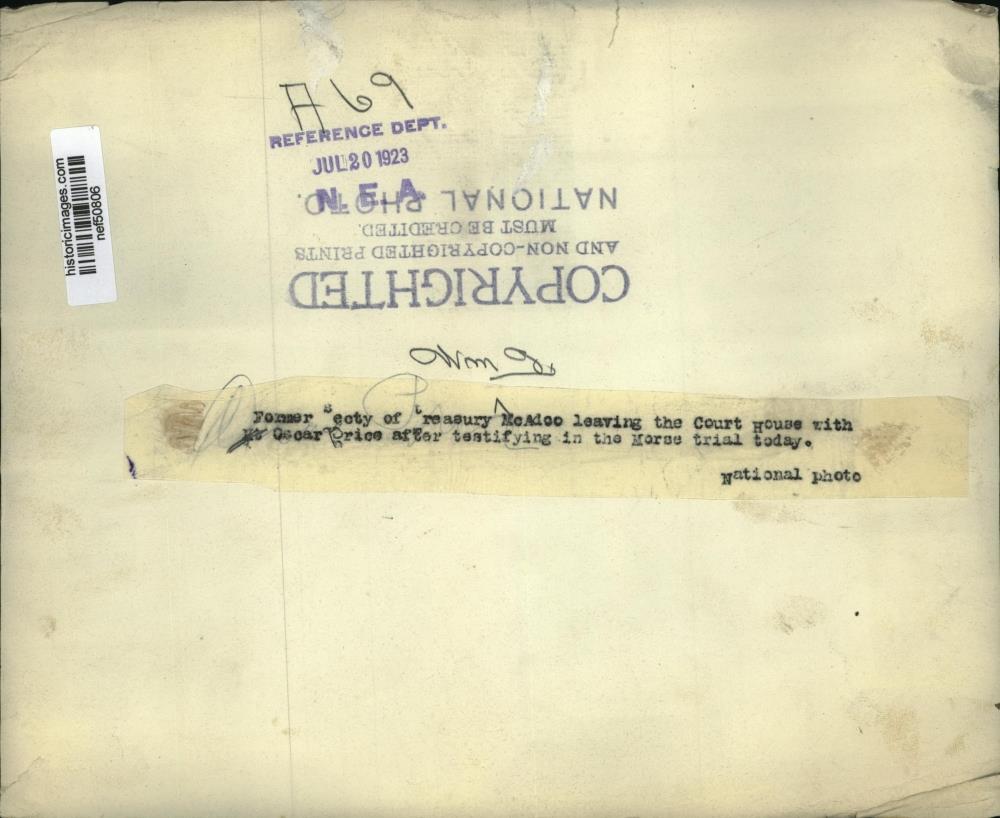 REFERENCE DEPT.
JUL 20 1923
N. E. A.
NATIONAL PHOTO.
MUST BE CREDITED.
AND NON-COPYRIGHTED PRINTS
COPYRIGHTED
historicimages.com
nef50806
Former Secty of treasury McAdoo leaving the Court House with
Oscar Price after testifying in the Morse trial today.
National photo